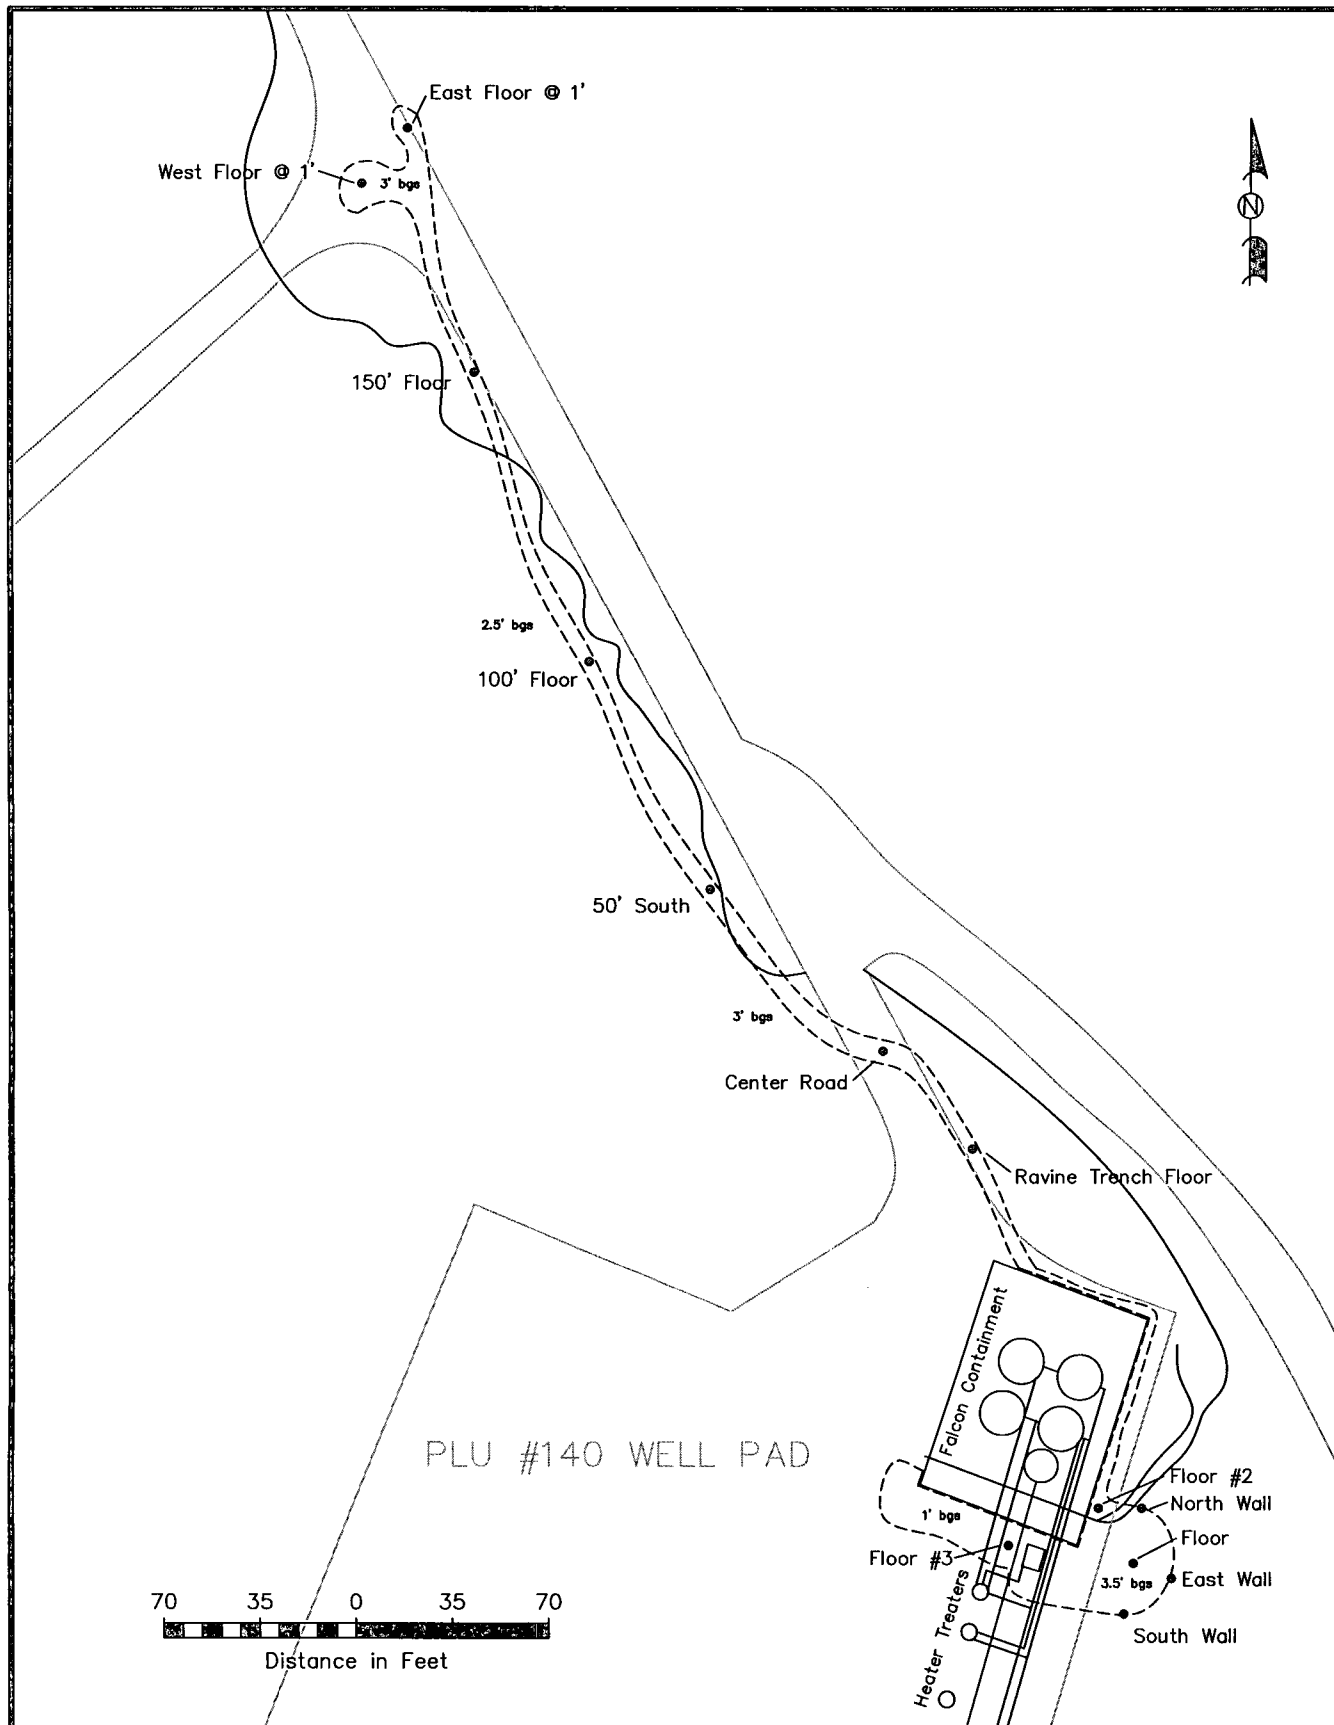 East Floor @ 1'
West Floor @ 1'
3' bgs
N
150' Floor
2.5' bgs
100' Floor
50' South
3' bgs
Center Road
Ravine Trench Floor
Falcon Containment
PLU #140 WELL PAD
Floor #2
North Wall
1' bgs
Floor
Floor #3
3.5' bgs
East Wall
South Wall
Heater Treaters
70 35 0 35 70
Distance in Feet